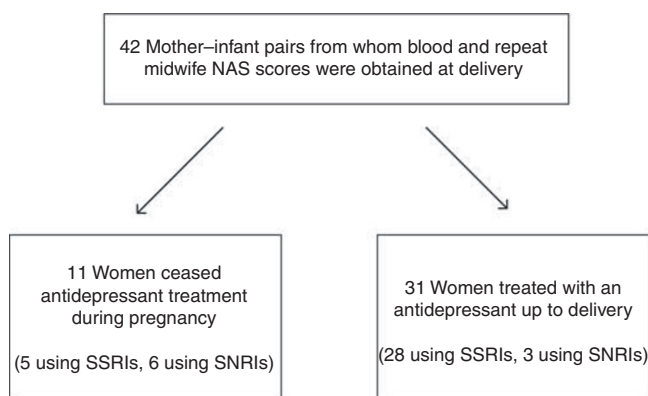 42 Mother–infant pairs from whom blood and repeat
midwife NAS scores were obtained at delivery
11 Women ceased
antidepressant treatment
during pregnancy
(5 using SSRIs, 6 using SNRIs)
31 Women treated with an
antidepressant up to delivery
(28 using SSRIs, 3 using SNRIs)